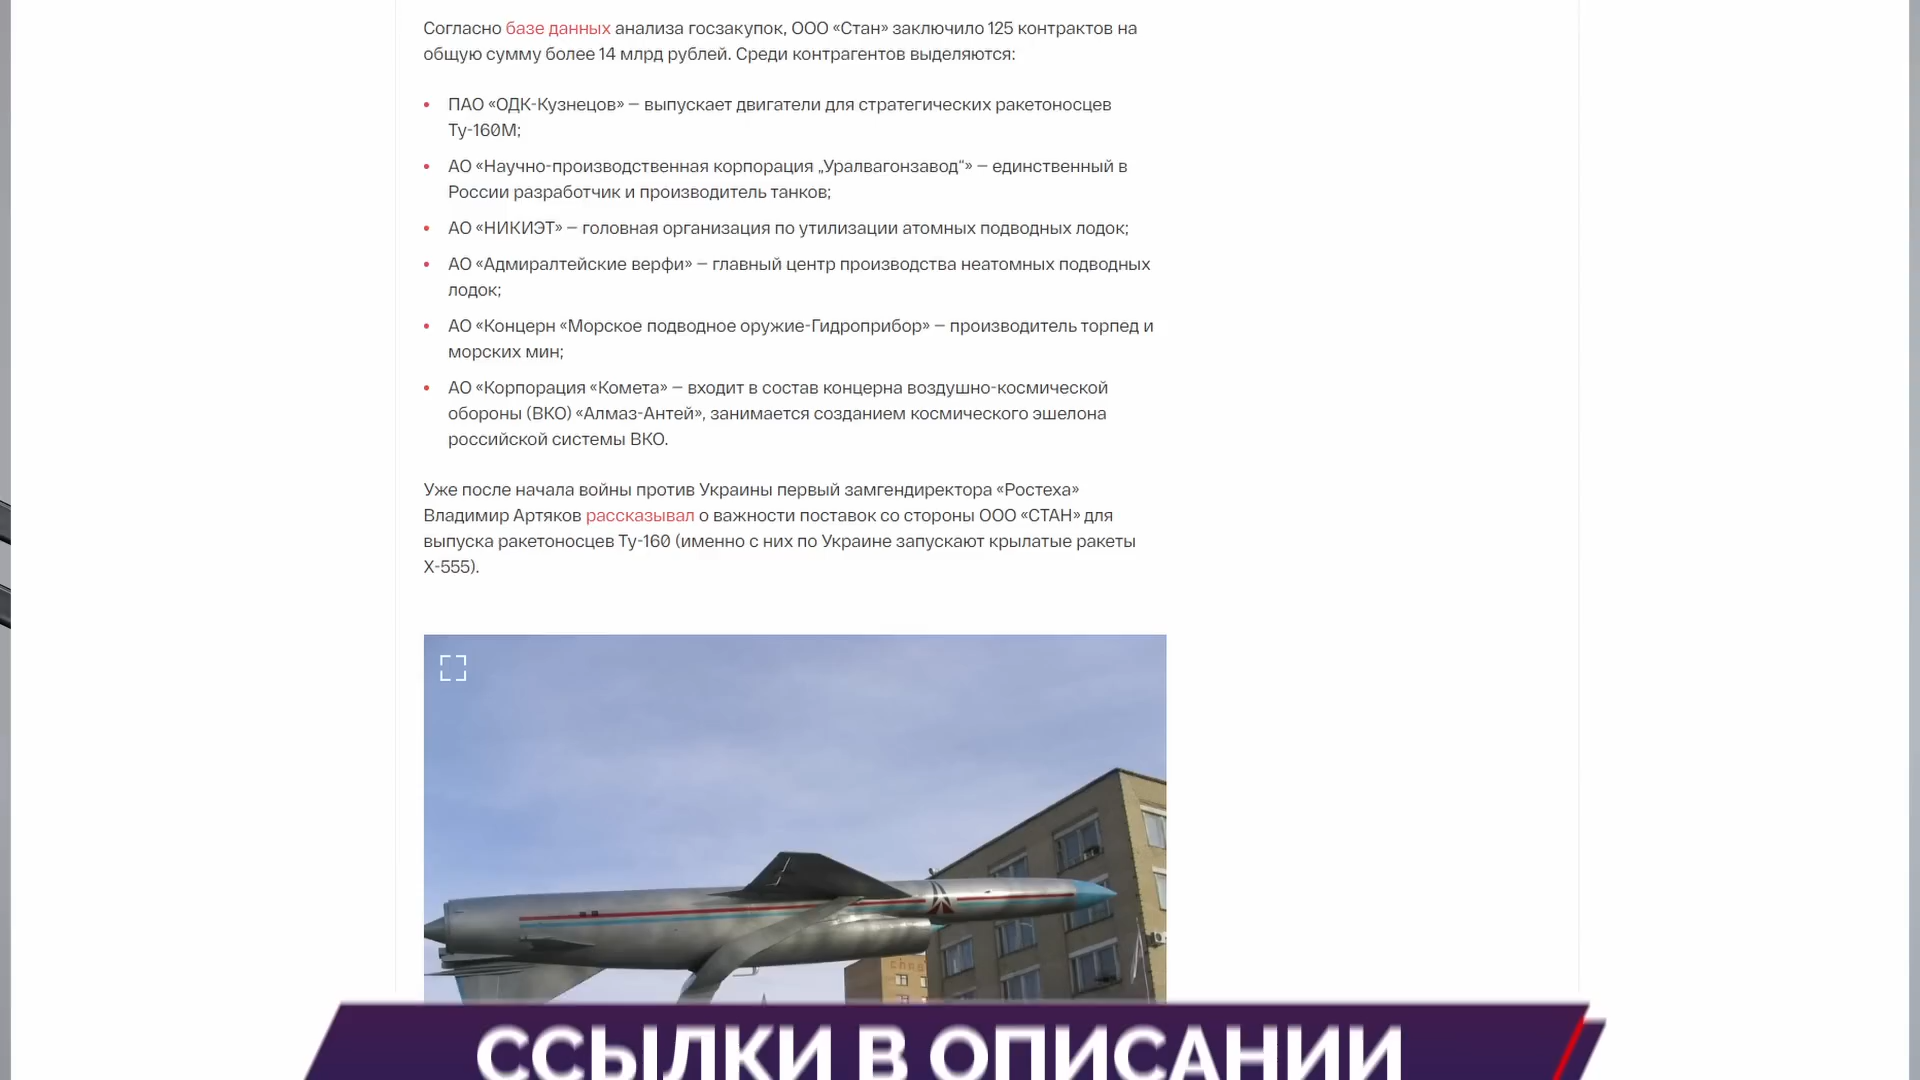 Согласно базе данных анализа госзакупок, ООО «Стан» заключило 125 контрактов на
общую сумму более 14 млрд рублей. Среди контрагентов выделяются:
• ПАО «ОДК-Кузнецов» — выпускает двигатели для стратегических ракетоносцев
Ту-160М;
• АО «Научно-производственная корпорация „Уралвагонзавод“» — единственный в
России разработчик и производитель танков;
• АО «НИКИЭТ» — головная организация по утилизации атомных подводных лодок;
• АО «Адмиралтейские верфи» — главный центр производства неатомных подводных
лодок;
• АО «Концерн «Морское подводное оружие-Гидроприбор» — производитель торпед и
морских мин;
• АО «Корпорация «Комета» — входит в состав концерна воздушно-космической
обороны (ВКО) «Алмаз-Антей», занимается созданием космического эшелона
российской системы ВКО.
Уже после начала войны против Украины первый замгендиректора «Ростеха»
Владимир Артяков рассказывал о важности поставок со стороны ООО «СТАН» для
выпуска ракетоносцев Ту-160 (именно с них по Украине запускают крылатые ракеты
Х-555).
ССЫЛКИ В ОПИСАНИИ